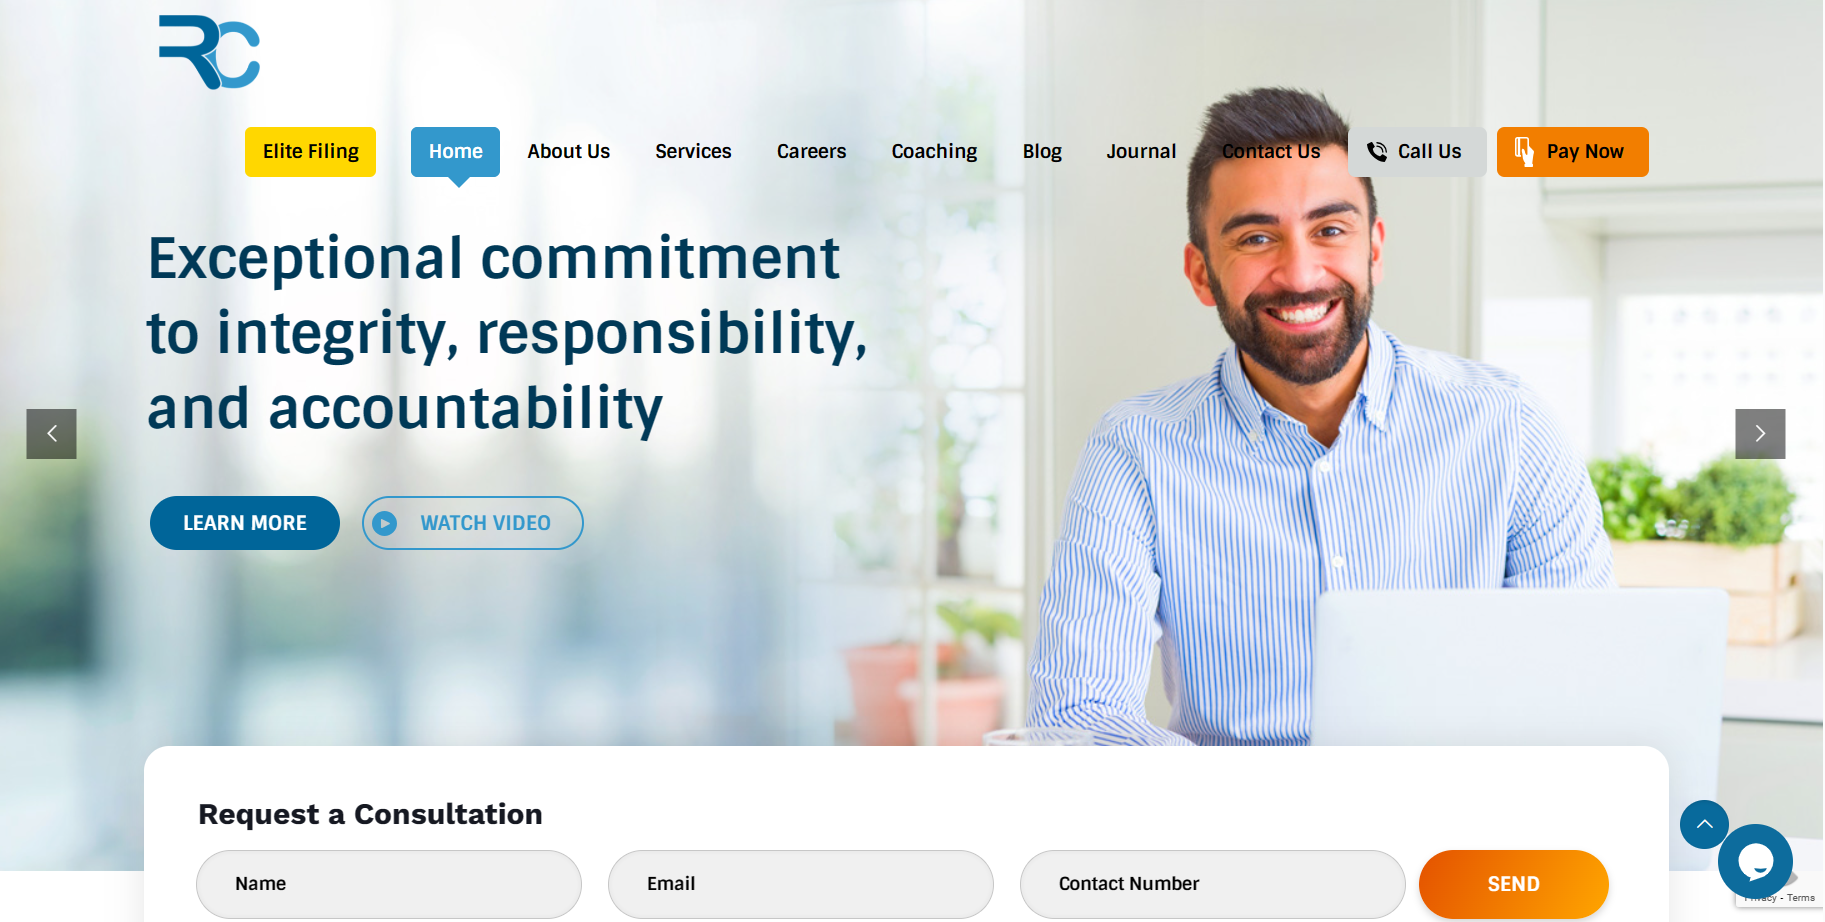 RC
Elite Filing
Home
About Us
Services
Careers
Coaching
Blog
Journal
Contact Us
Call Us
Pay Now
Exceptional commitment
to integrity, responsibility,
and accountability
LEARN MORE
WATCH VIDEO
Request a Consultation
Name
Email
Contact Number
SEND
Privacy - Terms